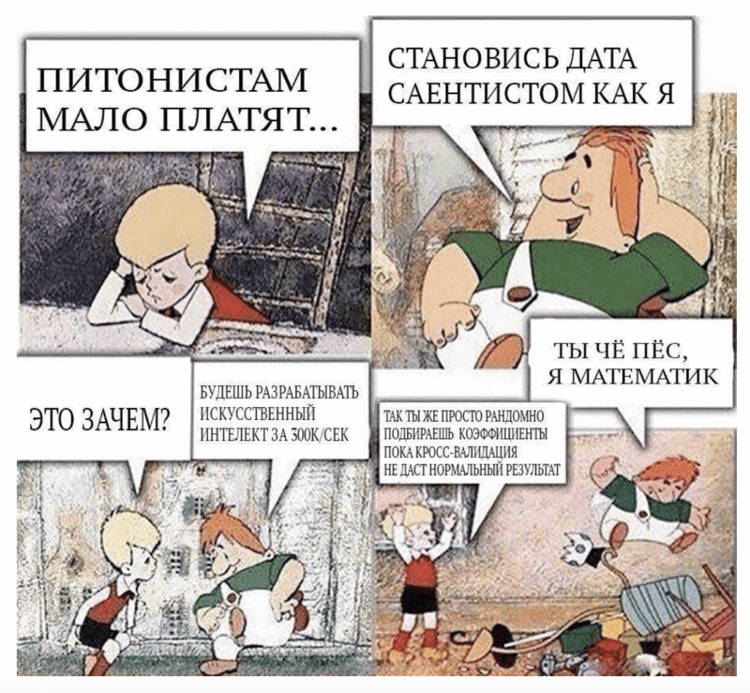 ПИТОНИСТАМ
МАЛО ПЛАТЯТ...
СТАНОВИСЬ ДАТА
САЕНТИСТОМ КАК Я
ЭТО ЗАЧЕМ?
БУДЕШЬ РАЗРАБАТЫВАТЬ
ИСКУССТВЕННЫЙ
ИНТЕЛЕКТ ЗА 300К/СЕК
ТАК ТЫ ЖЕ ПРОСТО РАНДОМНО
ПОДБИРАЕШЬ КОЭФФИЦИЕНТЫ
ПОКА КРОСС-ВАЛИДАЦИЯ
НЕ ДАСТ НОРМАЛЬНЫЙ РЕЗУЛЬТАТ
ТЫ ЧЁ ПЁС,
Я МАТЕМАТИК